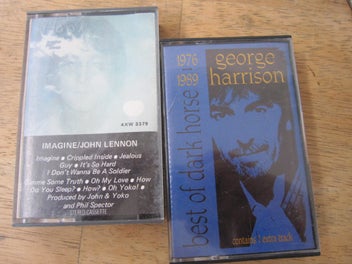 4XW 3379
IMAGINE/JOHN LENNON
Imagine • Crippled Inside • Jealous
Guy • It's So Hard
I Don't Wanna Be A Soldier
Gimme Some Truth • Oh My Love • How
Do You Sleep? • How? • Oh Yoko!
Produced by John & Yoko
and Phil Spector
STEREO CASSETTE
1976
1989
george
harrison
best of dark horse
contains 1 extra track